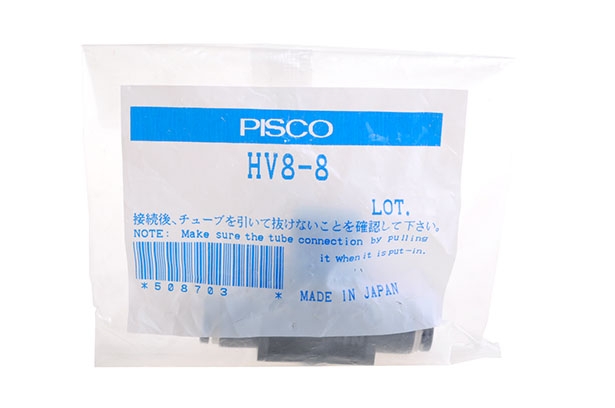 PISCO
HV8-8
LOT.
接続後、チューブを引いて抜けないことを確認して下さい。
NOTE: Make sure the tube connection by pulling
it when it is put-in.
*508703 *
MADE IN JAPAN